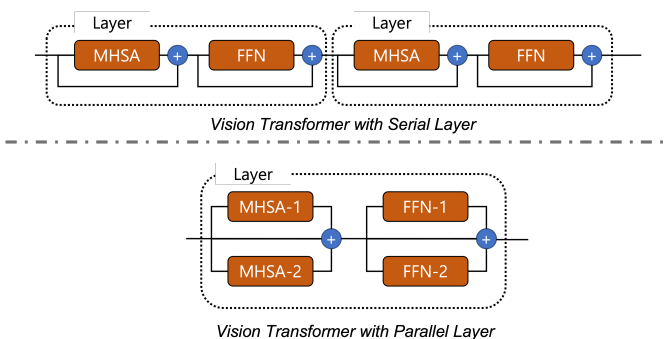 Layer
Layer
MHSA
+
FFN
+
MHSA
+
FFN
+
Vision Transformer with Serial Layer
Layer
MHSA-1
FFN-1
+
+
MHSA-2
FFN-2
Vision Transformer with Parallel Layer